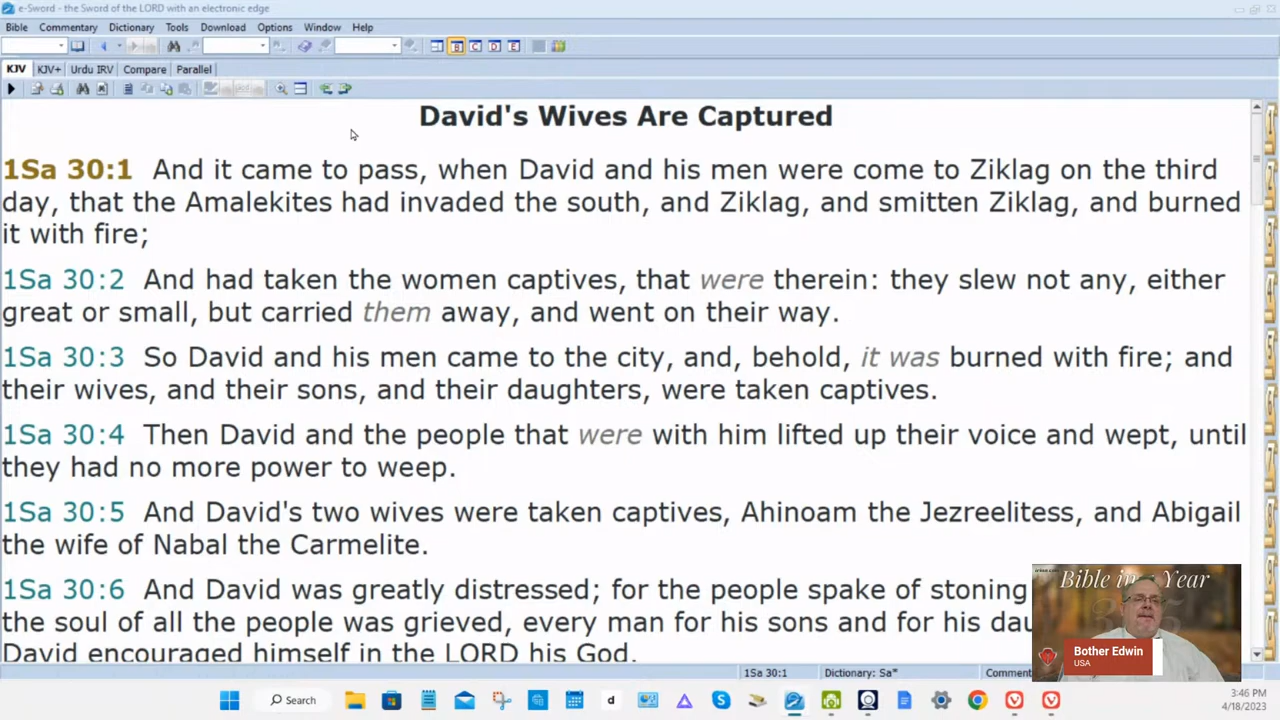 e-Sword - the Sword of the LORD with an electronic edge
Bible Commentary Dictionary Tools Download Options Window Help
KJV KJV+ Urdu IRV Compare Parallel
David's Wives Are Captured
1Sa 30:1 And it came to pass, when David and his men were come to Ziklag on the third
day, that the Amalekites had invaded the south, and Ziklag, and smitten Ziklag, and burned
it with fire;
1Sa 30:2 And had taken the women captives, that were therein: they slew not any, either
great or small, but carried them away, and went on their way.
1Sa 30:3 So David and his men came to the city, and, behold, it was burned with fire; and
their wives, and their sons, and their daughters, were taken captives.
1Sa 30:4 Then David and the people that were with him lifted up their voice and wept, until
they had no more power to weep.
1Sa 30:5 And David's two wives were taken captives, Ahinoam the Jezreelitess, and Abigail
the wife of Nabal the Carmelite.
1Sa 30:6 And David was greatly distressed; for the people spake of stoning
the soul of all the people was grieved, every man for his sons and for his dau
David encouraged himself in the LORD his God.
Bible in a Year
365
Bother Edwin
USA
1Sa 30:1 Dictionary: Sa* Comment
Search
3:46 PM
4/18/2023